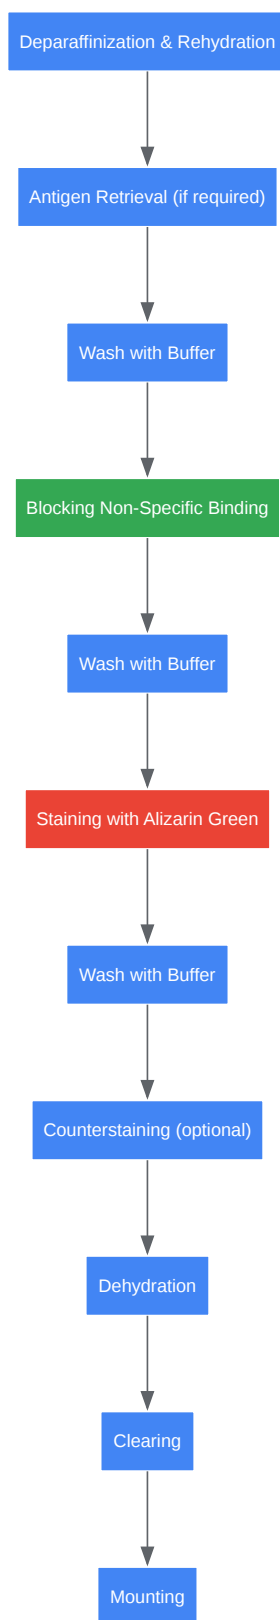 Deparaffinization & Rehydration
Antigen Retrieval (if required)
Wash with Buffer
Blocking Non-Specific Binding
Wash with Buffer
Staining with Alizarin Green
Wash with Buffer
Counterstaining (optional)
Dehydration
Clearing
Mounting